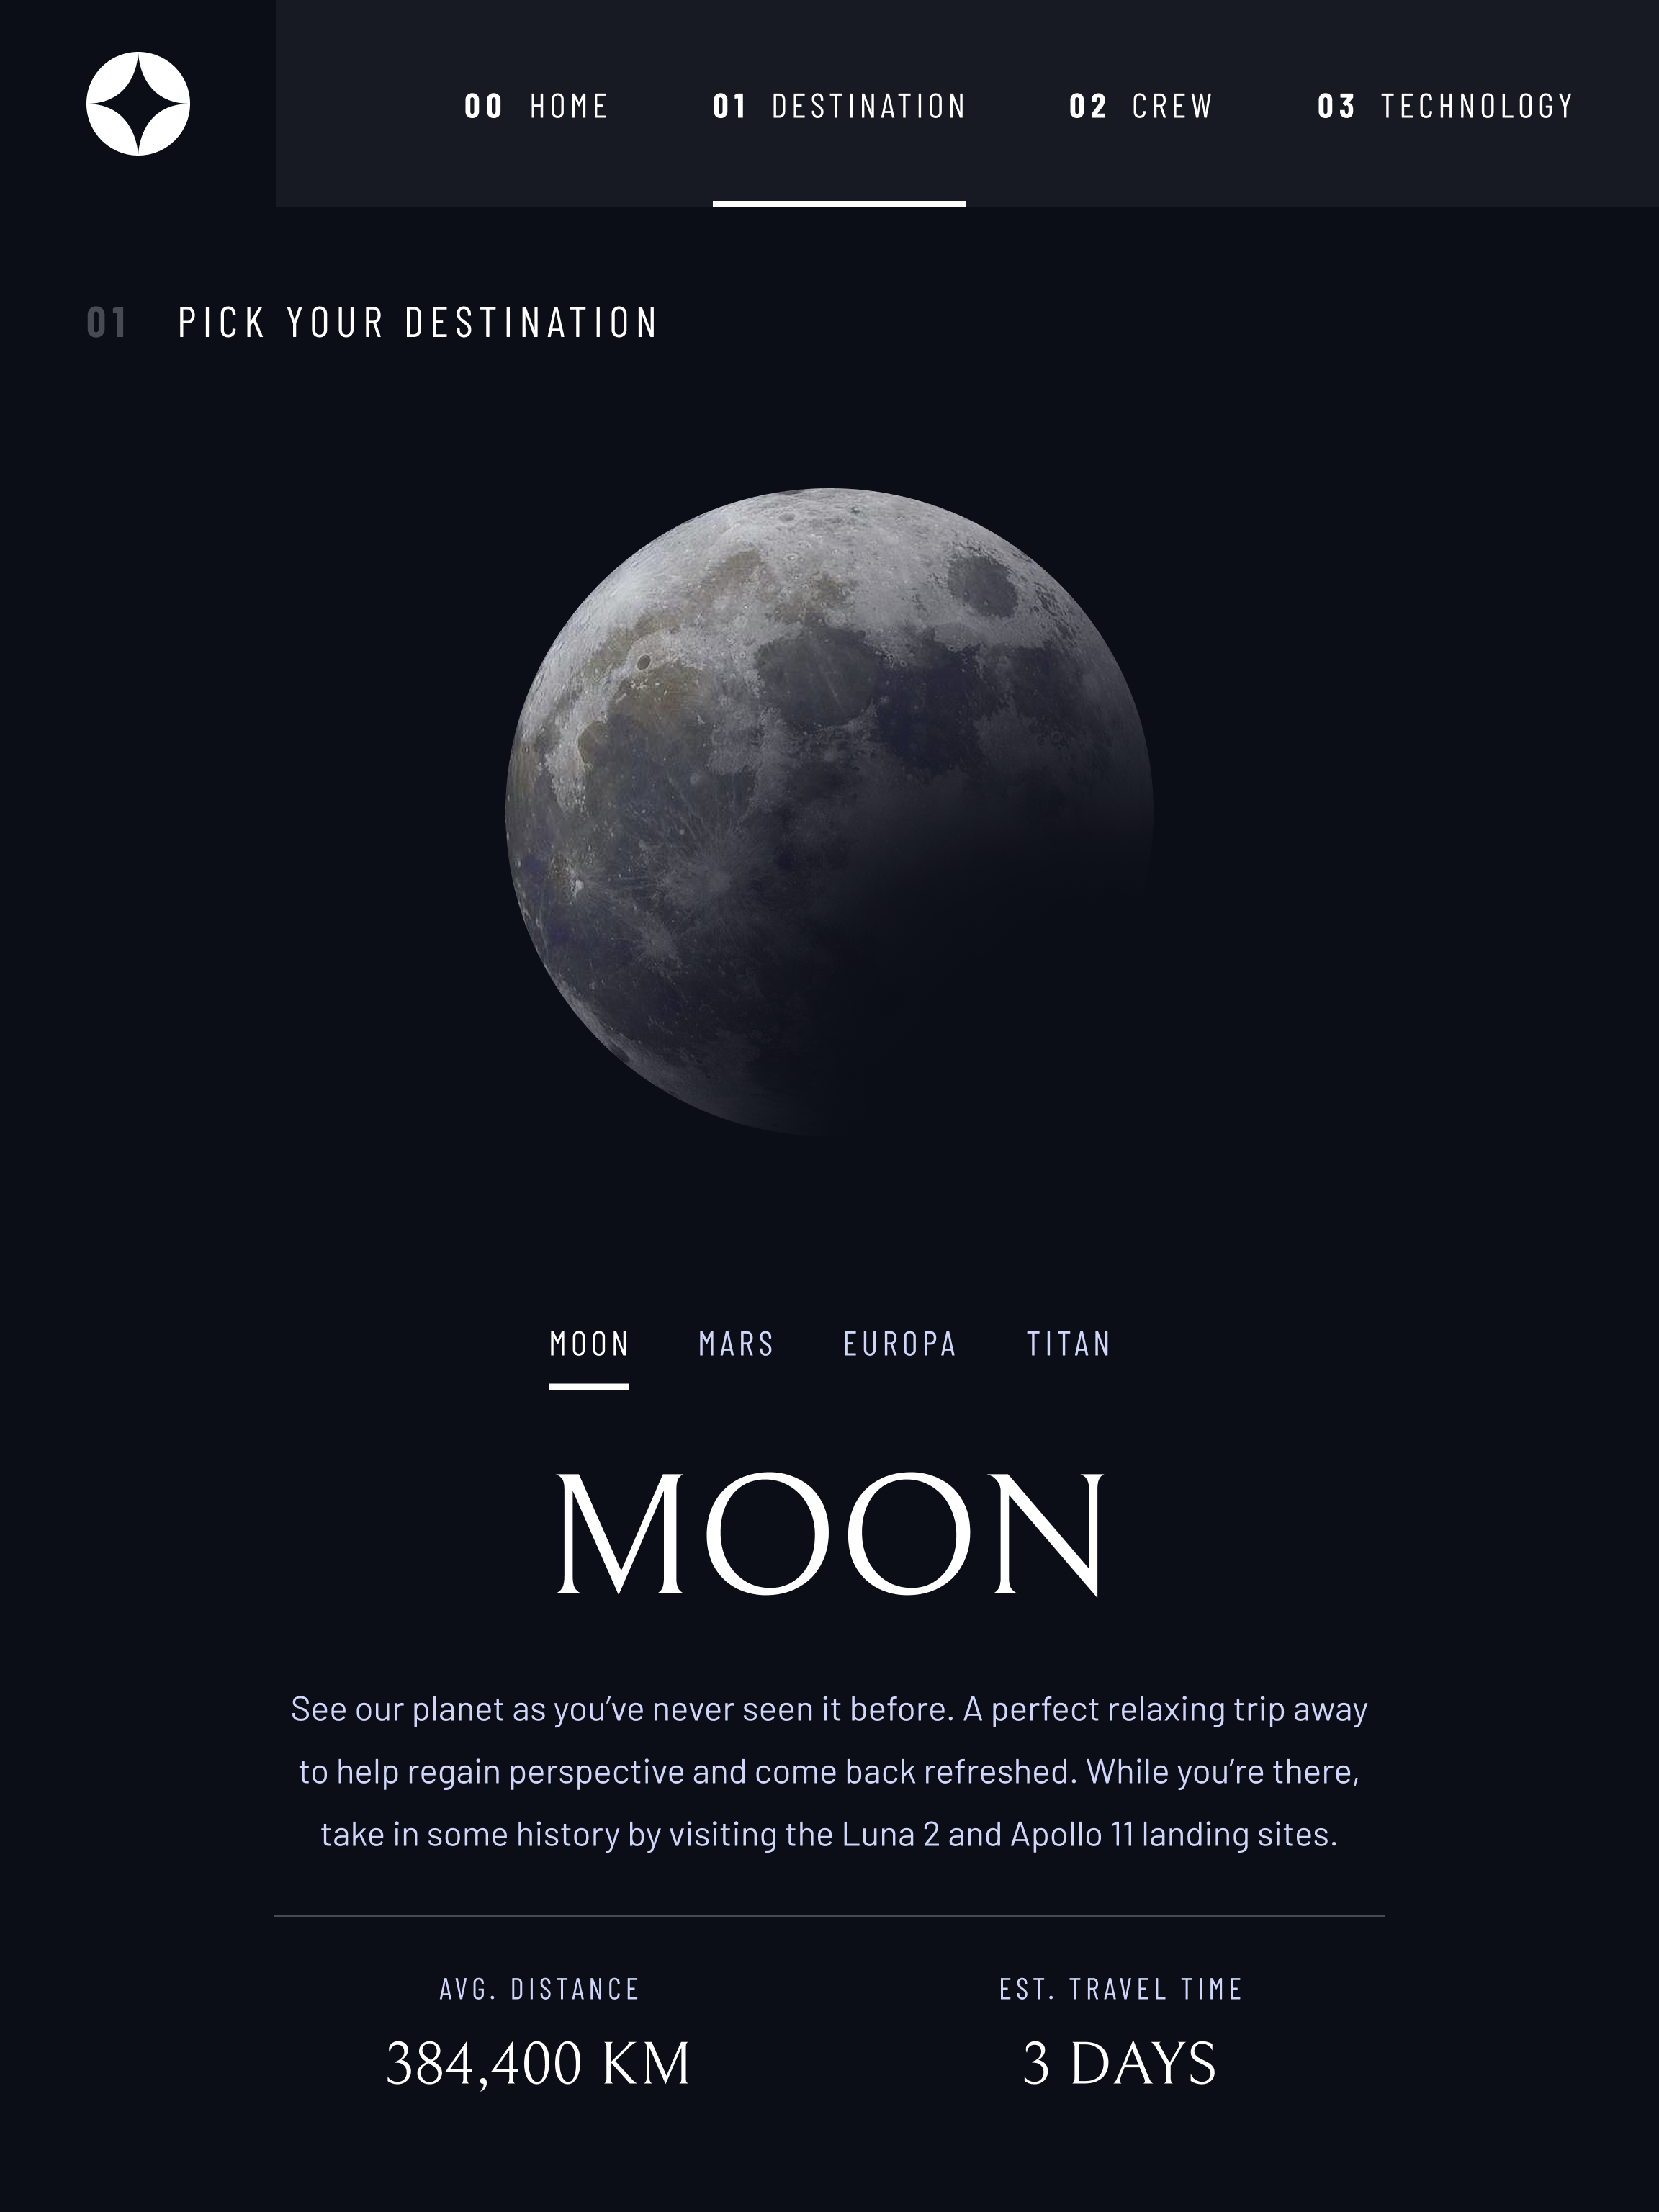 00 HOME 01 DESTINATION 02 CREW 03 TECHNOLOGY
01 PICK YOUR DESTINATION
MOON MARS EUROPA TITAN
MOON
See our planet as you’ve never seen it before. A perfect relaxing trip away
to help regain perspective and come back refreshed. While you’re there,
take in some history by visiting the Luna 2 and Apollo 11 landing sites.
AVG. DISTANCE
384,400 KM
EST. TRAVEL TIME
3 DAYS